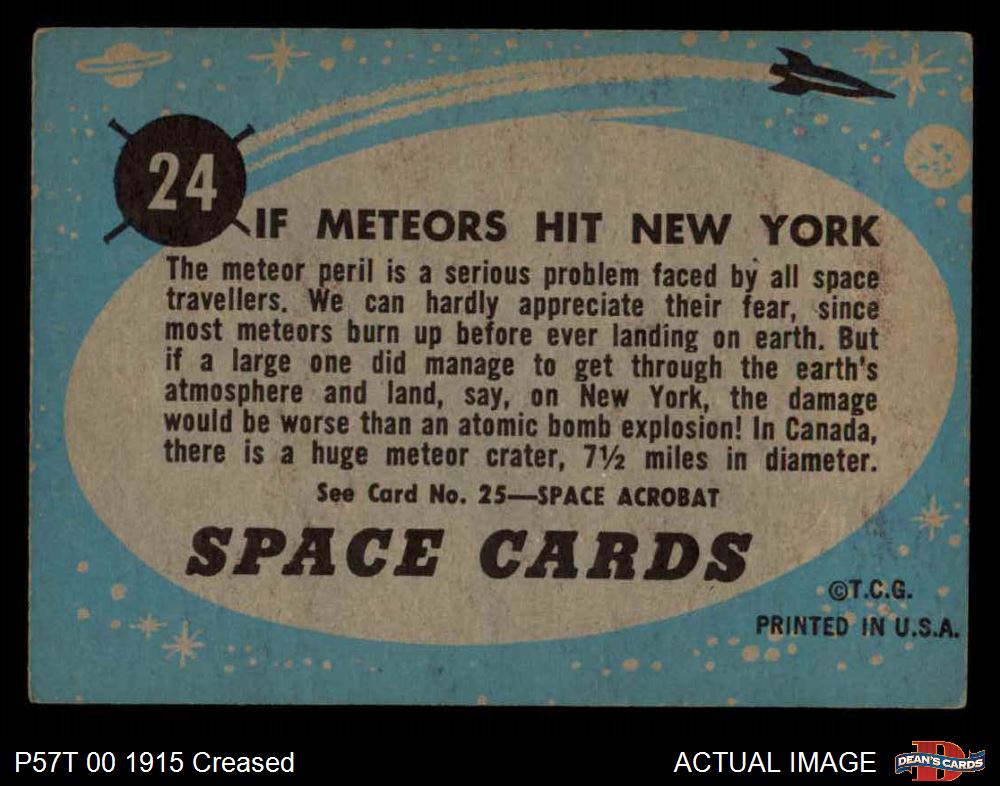 24
IF METEORS HIT NEW YORK
The meteor peril is a serious problem faced by all space
travellers. We can hardly appreciate their fear, since
most meteors burn up before ever landing on earth. But
if a large one did manage to get through the earth's
atmosphere and land, say, on New York, the damage
would be worse than an atomic bomb explosion! In Canada,
there is a huge meteor crater, 7½ miles in diameter.
See Card No. 25—SPACE ACROBAT
SPACE CARDS
©T.C.G.
PRINTED IN U.S.A.
P57T 00 1915 Creased
ACTUAL IMAGE
D
DEAN'S CARDS